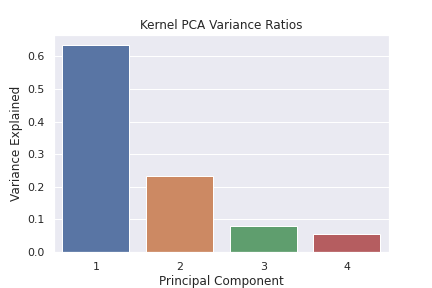 Kernel PCA Variance Ratios
Variance Explained
0.6
0.5
0.4
0.3
0.2
0.1
0.0
1 2 3 4
Principal Component